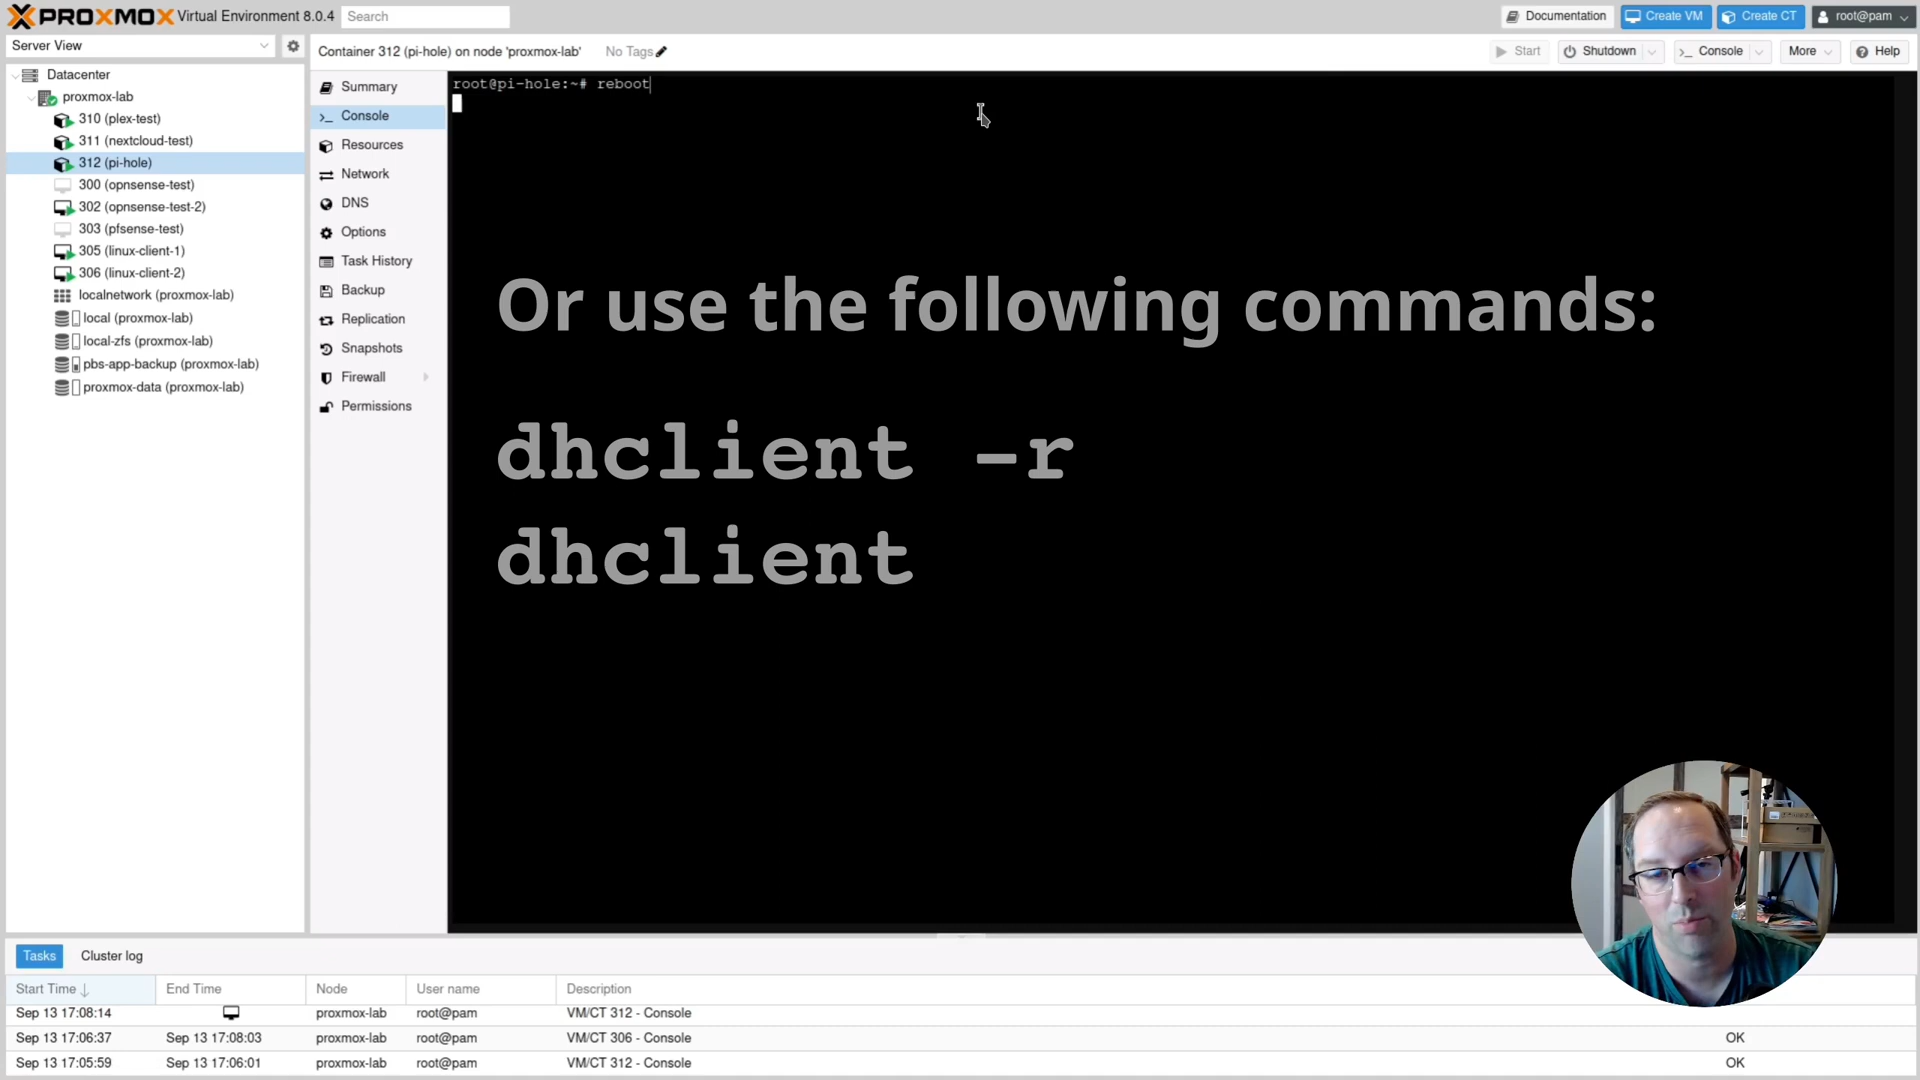 PROXMOX Virtual Environment 8.0.4 Search Documentation Create VM Create CT root@pam
Server View Container 312 (pi-hole) on node 'proxmox-lab' No Tags Start Shutdown >_ Console More Help
Datacenter
proxmox-lab
310 (plex-test)
311 (nextcloud-test)
312 (pi-hole)
300 (opnsense-test)
302 (opnsense-test-2)
303 (pfsense-test)
305 (linux-client-1)
306 (linux-client-2)
localnetwork (proxmox-lab)
local (proxmox-lab)
local-zfs (proxmox-lab)
pbs-app-backup (proxmox-lab)
proxmox-data (proxmox-lab)
Summary
>_ Console
Resources
Network
DNS
Options
Task History
Backup
Replication
Snapshots
Firewall
Permissions
root@pi-hole:~# reboot
Or use the following commands:
dhclient -r
dhclient
Tasks Cluster log
Start Time End Time Node User name Description
Sep 13 17:08:14 proxmox-lab root@pam VM/CT 312 - Console
Sep 13 17:06:37 Sep 13 17:08:03 proxmox-lab root@pam VM/CT 306 - Console OK
Sep 13 17:05:59 Sep 13 17:06:01 proxmox-lab root@pam VM/CT 312 - Console OK